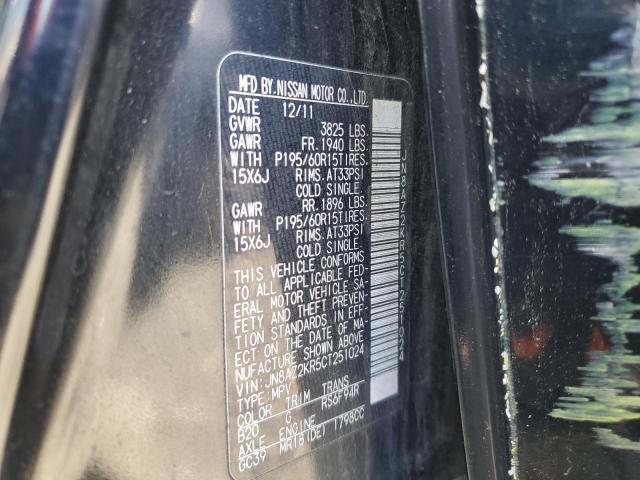 MFD BY.NISSAN MOTOR CO.,LTD.
DATE 12/11
GVWR 3825 LBS.
GAWR FR. 1940 LBS.
WITH P195/60R15TIRES.
15X6J RIMS. AT33PSI
COLD SINGLE.
GAWR RR. 1896 LBS.
WITH P195/60R15TIRES.
15X6J RIMS. AT33PSI
COLD SINGLE.
THIS VEHICLE CONFORMS
TO ALL APPLICABLE FED-
ERAL MOTOR VEHICLE SA-
FETY AND THEFT PREVEN-
TION STANDARDS IN EFF-
ECT ON THE DATE OF MA-
NUFACTURE SHOWN ABOVE
VIN: JN8AZ2KR5CT251024
TYPE: MPV
COLOR TRIM TRANS
B20 G RS6F94R
AXLE ENGINE
GC39 MR18(DE) 1798CC
JN8AZ2KR5CT251024